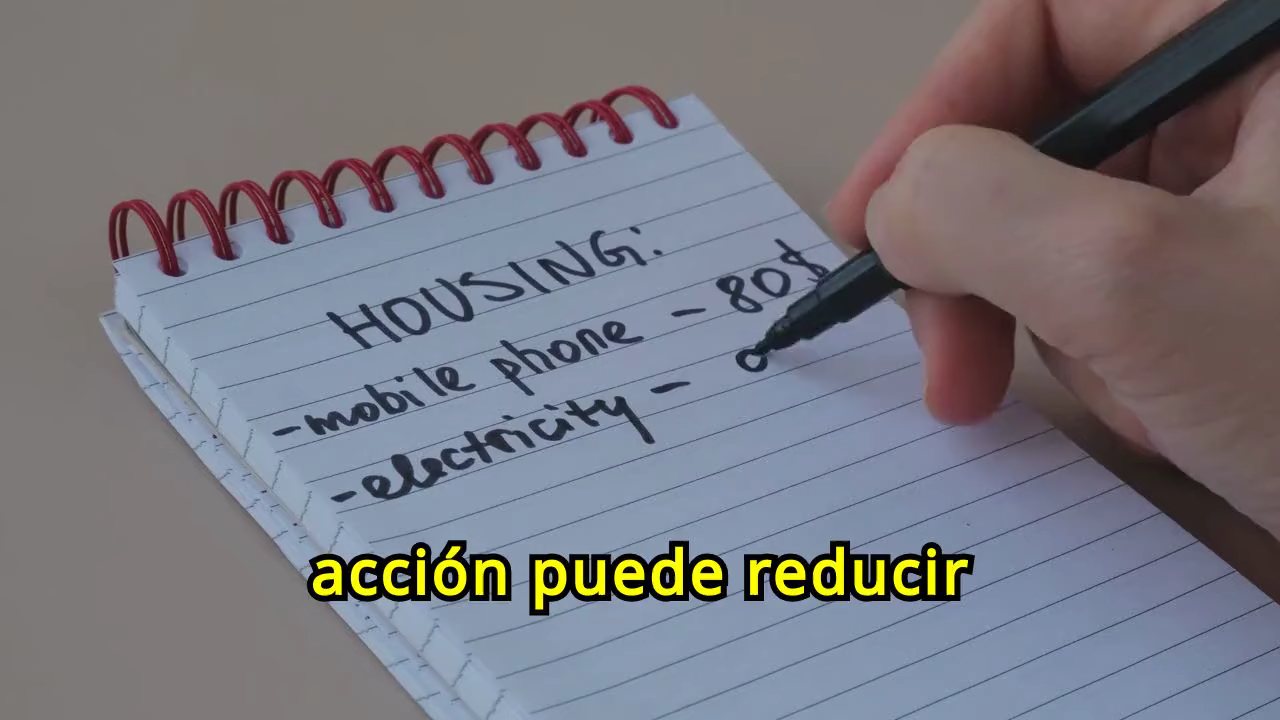 HOUSING:
-mobile phone - 80$
-electricity - 
acción puede reducir